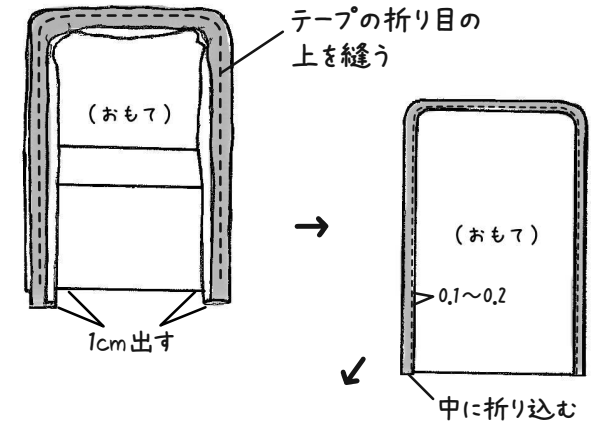 テープの折り目の
上を縫う
(おもて)
1cm出す
(おもて)
0.1〜0.2
中に折り込む